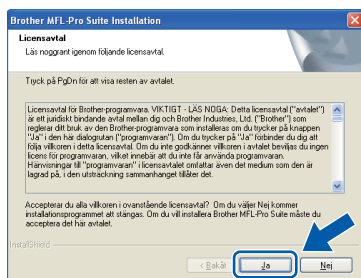 Brother MFL-Pro Suite Installation
Licensavtal
Läs noggrant igenom följande licensavtal.
Tryck på PgDn för att visa resten av avtalet.
Licensavtal för Brother-programvara. VIKTIGT - LÄS NOGA: Detta licensavtal ("avtalet")
är ett juridiskt bindande avtal mellan dig och Brother Industries, Ltd. ("Brother") som
reglerar ditt bruk av den Brother-programvara som installeras om du trycker på knappen
"Ja" i den här dialogrutan ("programvaran"). Om du trycker på "Ja" förbinder du dig att
följa villkoren i detta licensavtal. Om du inte godkänner villkoren i avtalet beviljas du ingen
licens för programvaran, vilket innebär att du inte får använda programvaran.
Hänvisningar till "programvaran" i licensavtalet omfattar även det medium som den är
lagrad på, i den utsträckning sammanhanget tillåter det.
Accepterar du alla villkoren i ovanstående licensavtal? Om du väljer Nej kommer
installationsprogrammet att stängas. Om du vill installera Brother MFL-Pro Suite måste du
acceptera det här avtalet.
InstallShield
< Bakåt
Ja
Nej